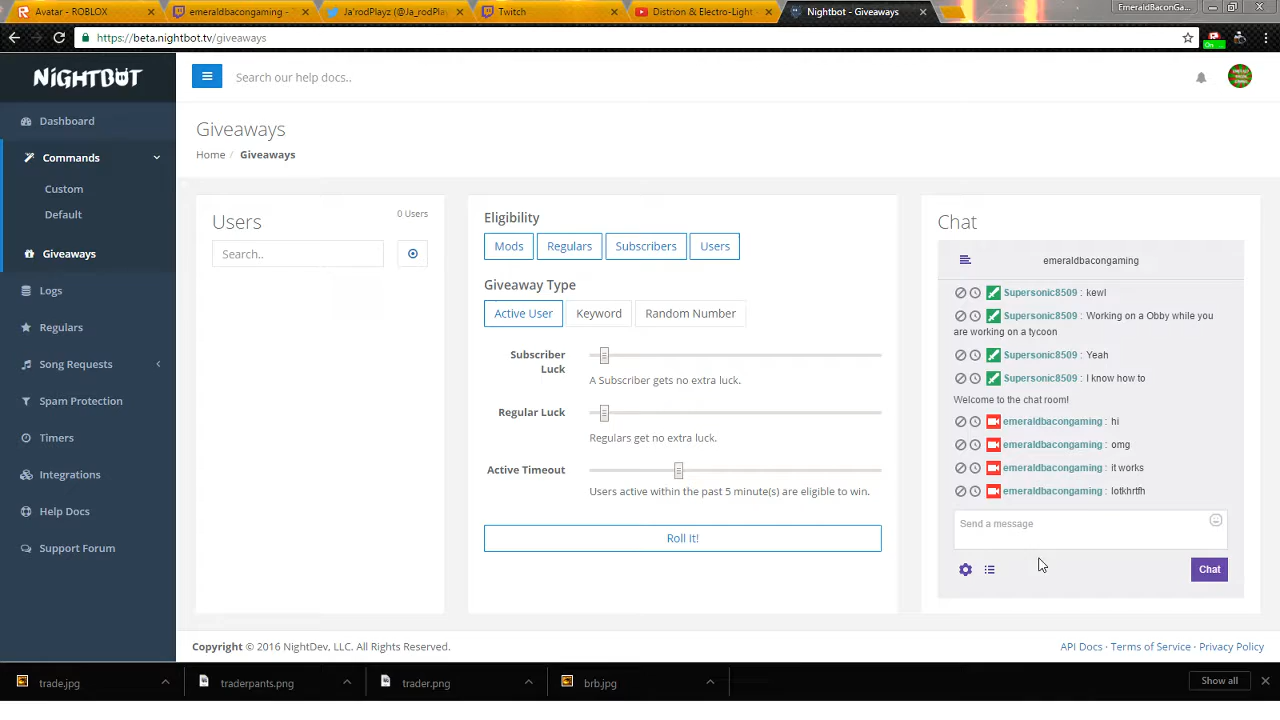 Avatar - ROBLOX
emeraldbacongaming -
Ja'rodPlayz (@Ja_rodPlay
Twitch
Distrion & Electro-Light
Nightbot - Giveaways
EmeraldBaconGa...
https://beta.nightbot.tv/giveaways
On ...
NiGHTBOT
Search our help docs..
Dashboard
Commands
Custom
Default
Giveaways
Logs
Regulars
Song Requests
Spam Protection
Timers
Integrations
Help Docs
Support Forum
Giveaways
Home / Giveaways
Users
0 Users
Search..
Eligibility
Mods
Regulars
Subscribers
Users
Giveaway Type
Active User
Keyword
Random Number
Subscriber Luck
A Subscriber gets no extra luck.
Regular Luck
Regulars get no extra luck.
Active Timeout
Users active within the past 5 minute(s) are eligible to win.
Roll It!
Chat
emeraldbacongaming
Supersonic8509 : kewl
Supersonic8509 : Working on a Obby while you
are working on a tycoon
Supersonic8509 : Yeah
Supersonic8509 : I know how to
Welcome to the chat room!
emeraldbacongaming : hi
emeraldbacongaming : omg
emeraldbacongaming : it works
emeraldbacongaming : lotkhrtfh
Send a message
Chat
Copyright © 2016 NightDev, LLC. All Rights Reserved.
API Docs · Terms of Service · Privacy Policy
trade.jpg
traderpants.png
trader.png
brb.jpg
Show all